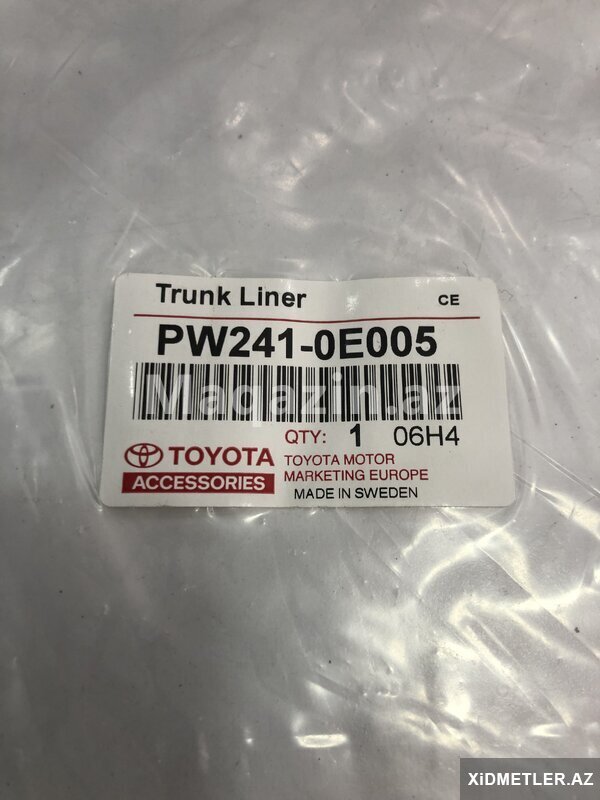 Trunk Liner CE
PW241-0E005
Magazin.az
QTY: 1 06H4
TOYOTA
ACCESSORIES
TOYOTA MOTOR
MARKETING EUROPE
MADE IN SWEDEN
XiDMETLER.AZ